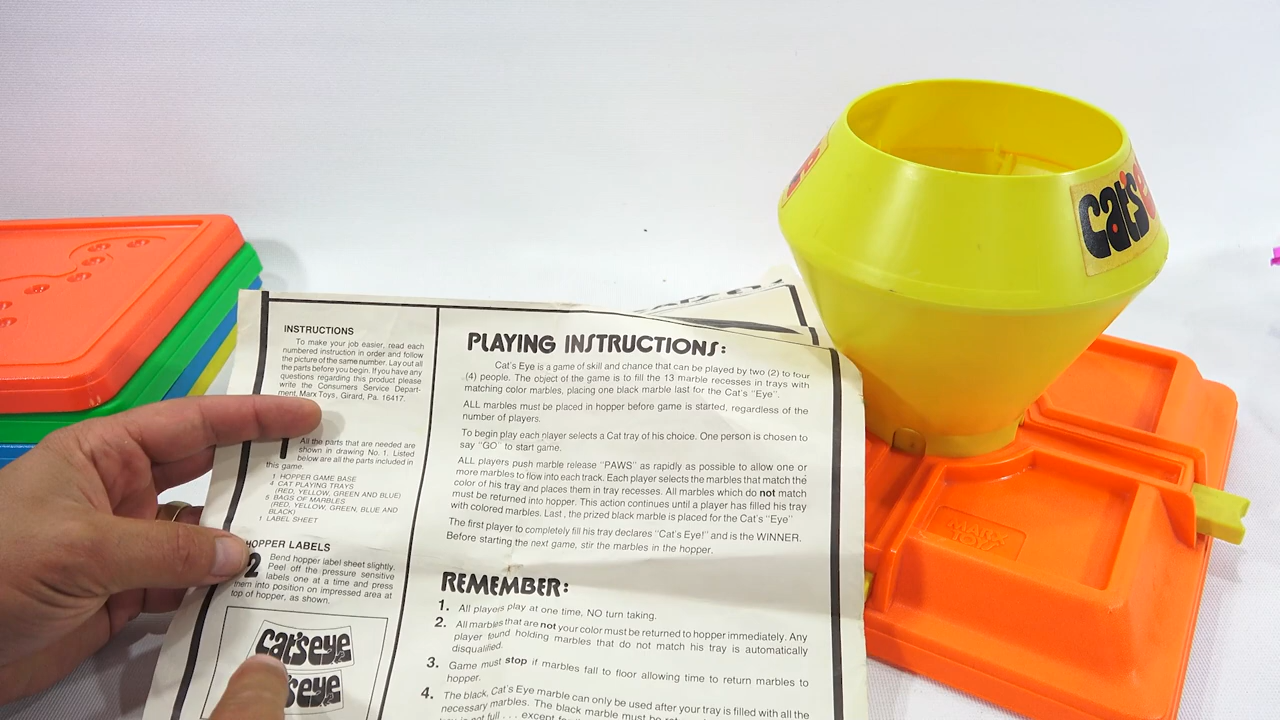 INSTRUCTIONS
To make your job easier, read each
numbered instruction in order and follow
the picture of the same number. Lay out all
the parts before you begin. If you have any
questions regarding this product please
write the Consumers Service Depart-
ment, Marx Toys, Girard, Pa. 16417.
1 All the parts that are needed are
shown in drawing No. 1. Listed
below are all the parts included in
this game.
1 HOPPER GAME BASE
4 CAT PLAYING TRAYS
(RED, YELLOW, GREEN AND BLUE)
5 BAGS OF MARBLES
(RED, YELLOW, GREEN, BLUE AND
BLACK)
1 LABEL SHEET
HOPPER LABELS
2 Bend hopper label sheet slightly.
Peel off the pressure sensitive
labels one at a time and press
them into position on impressed area at
top of hopper, as shown.
Cat's eye
's eye
PLAYING INSTRUCTIONS:
Cat's Eye is a game of skill and chance that can be played by two (2) to four
(4) people. The object of the game is to fill the 13 marble recesses in trays with
matching color marbles, placing one black marble last for the Cat's "Eye".
ALL marbles must be placed in hopper before game is started, regardless of the
number of players.
To begin play each player selects a Cat tray of his choice. One person is chosen to
say "GO" to start game.
ALL players push marble release "PAWS" as rapidly as possible to allow one or
more marbles to flow into each track. Each player selects the marbles that match the
color of his tray and places them in tray recesses. All marbles which do not match
must be returned into hopper. This action continues until a player has filled his tray
with colored marbles. Last, the prized black marble is placed for the Cat's "Eye"
The first player to completely fill his tray declares "Cat's Eye!" and is the WINNER.
Before starting the next game, stir the marbles in the hopper.
REMEMBER:
1. All players play at one time, NO turn taking.
2. All marbles that are not your color must be returned to hopper immediately. Any
player found holding marbles that do not match his tray is automatically
disqualified.
3. Game must stop if marbles fall to floor allowing time to return marbles to
hopper.
4. The black, Cat's Eye marble can only be used after your tray is filled with all the
necessary marbles. The black marble must be
tray is not full . . . except
Cat's e
MARX
TOYS